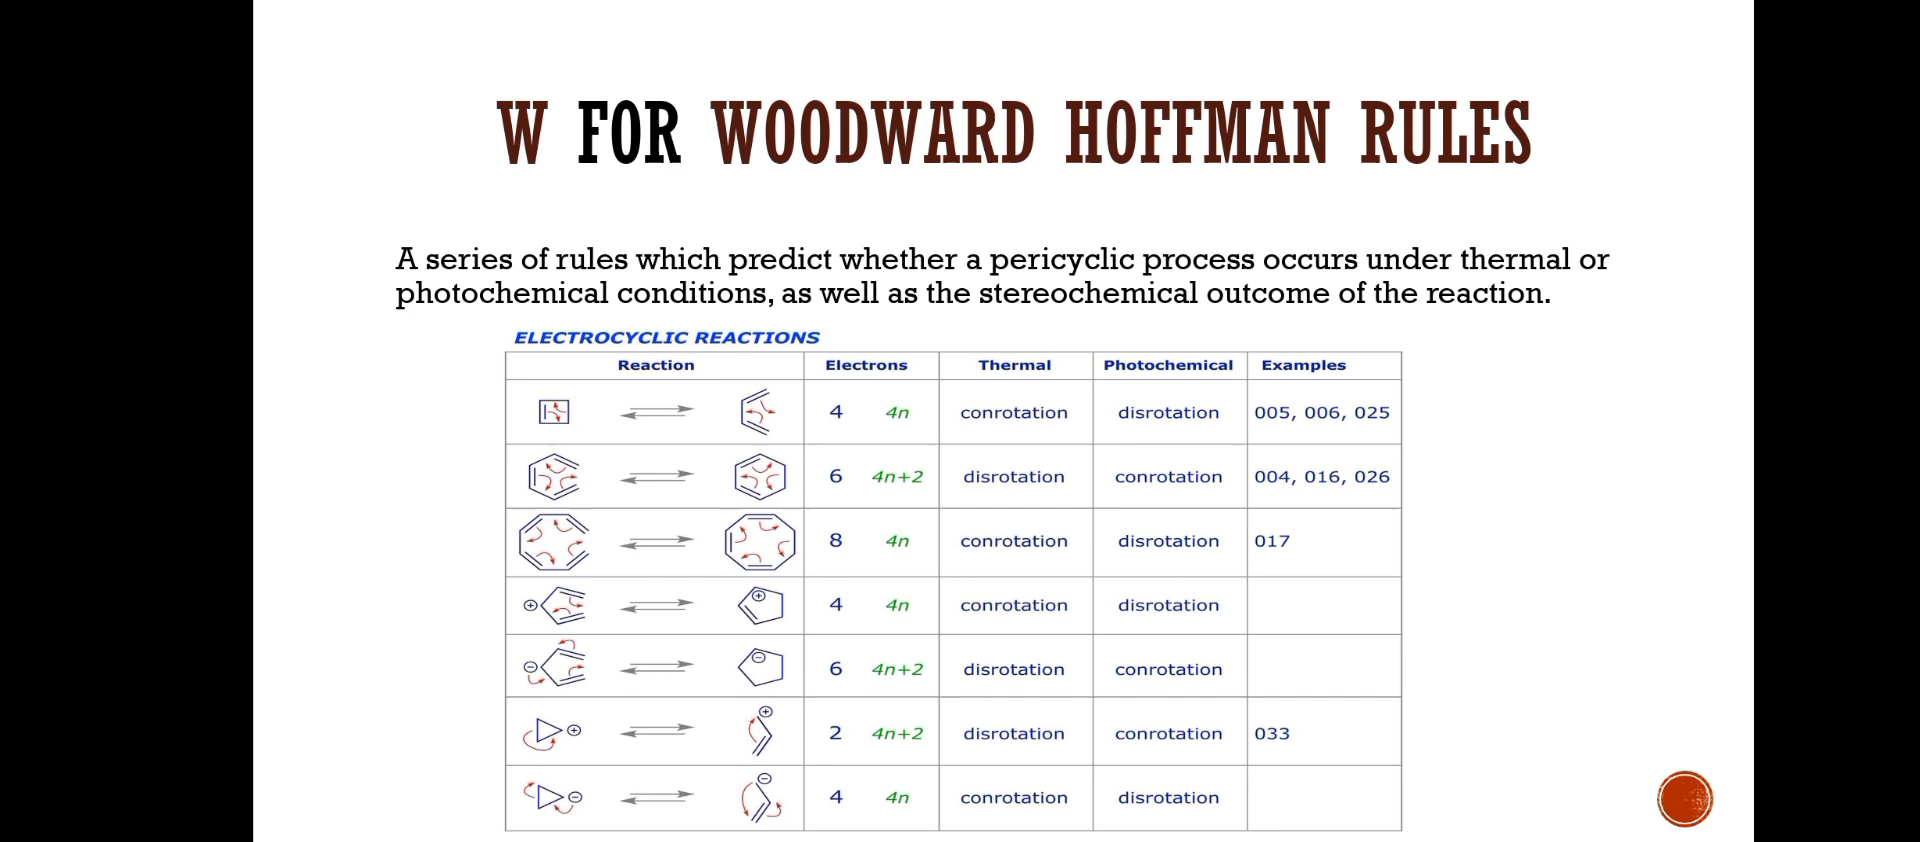 W FOR WOODWARD HOFFMAN RULES
A series of rules which predict whether a pericyclic process occurs under thermal or
photochemical conditions, as well as the stereochemical outcome of the reaction.
ELECTROCYCLIC REACTIONS
Reaction Electrons Thermal Photochemical Examples
4 4n conrotation disrotation 005, 006, 025
6 4n+2 disrotation conrotation 004, 016, 026
8 4n conrotation disrotation 017
+ + 4 4n conrotation disrotation
− − 6 4n+2 disrotation conrotation
+ + 2 4n+2 disrotation conrotation 033
− − 4 4n conrotation disrotation